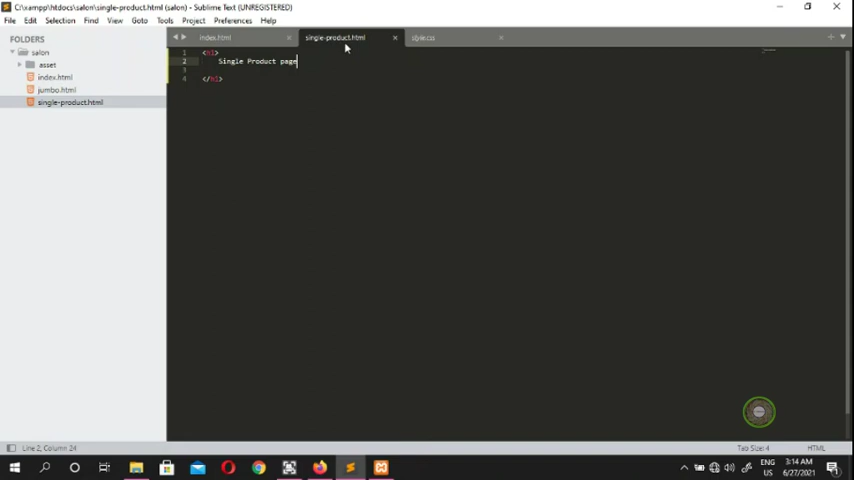 C:\xampp\htdocs\salon\single-product.html (salon) - Sublime Text (UNREGISTERED)
File Edit Selection Find View Goto Tools Project Preferences Help
FOLDERS
salon
asset
index.html
jumbo.html
single-product.html
index.html
single-product.html
style.css
1 <h1>
2 Single Product page
3
4 </h1>
Line 2, Column 24
Tab Size: 4
HTML
ENG
US
3:14 AM
6/27/2021